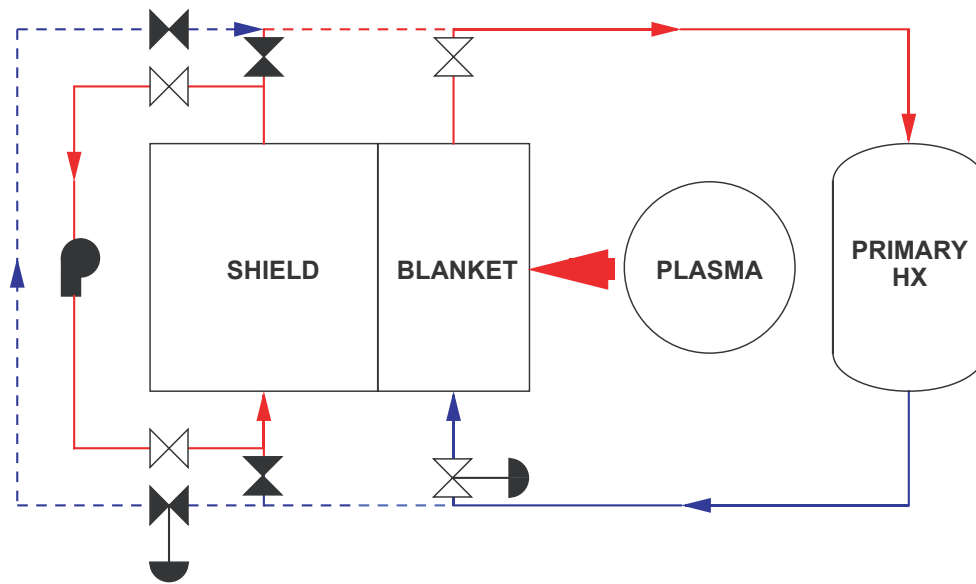 SHIELD
BLANKET
PLASMA
PRIMARY
HX